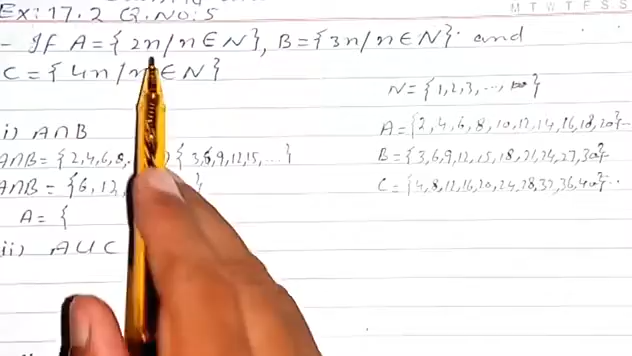 Ex: 17.2 Q.No: 5
M T W T F S S
- If A = { 2n / n ∈ N }, B = { 3n / n ∈ N } and
C = { 4n / n ∈ N }
N = {1,2,3, ..., ∞}
i) A∩B
A = {2,4,6,8,10,12,14,16,18,20}...
A∩B = {2,4,6,8, } {3,6,9,12,15,...}
B = {3,6,9,12,15,18,21,24,27,30}...
A∩B = {6, 12, }
C = {4,8,12,16,20,24,28,32,36,40}...
A = {
ii) A∪C